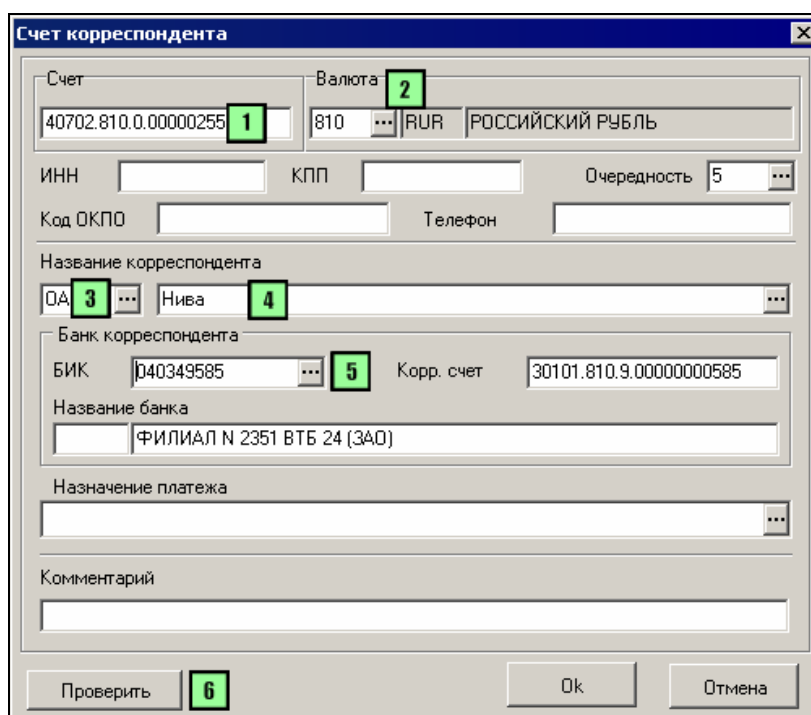 Счет корреспондента
Счет
Валюта 2
40702.810.0.00000255 1
810 ... RUR РОССИЙСКИЙ РУБЛЬ
ИНН КПП Очередность 5 ...
Код ОКПО Телефон
Название корреспондента
ОА 3 ... Нива 4 ...
Банк корреспондента
БИК 040349585 ... 5 Корр. счет 30101.810.9.00000000585
Название банка
ФИЛИАЛ N 2351 ВТБ 24 (ЗАО)
Назначение платежа
...
Комментарий
Проверить 6 Ok Отмена